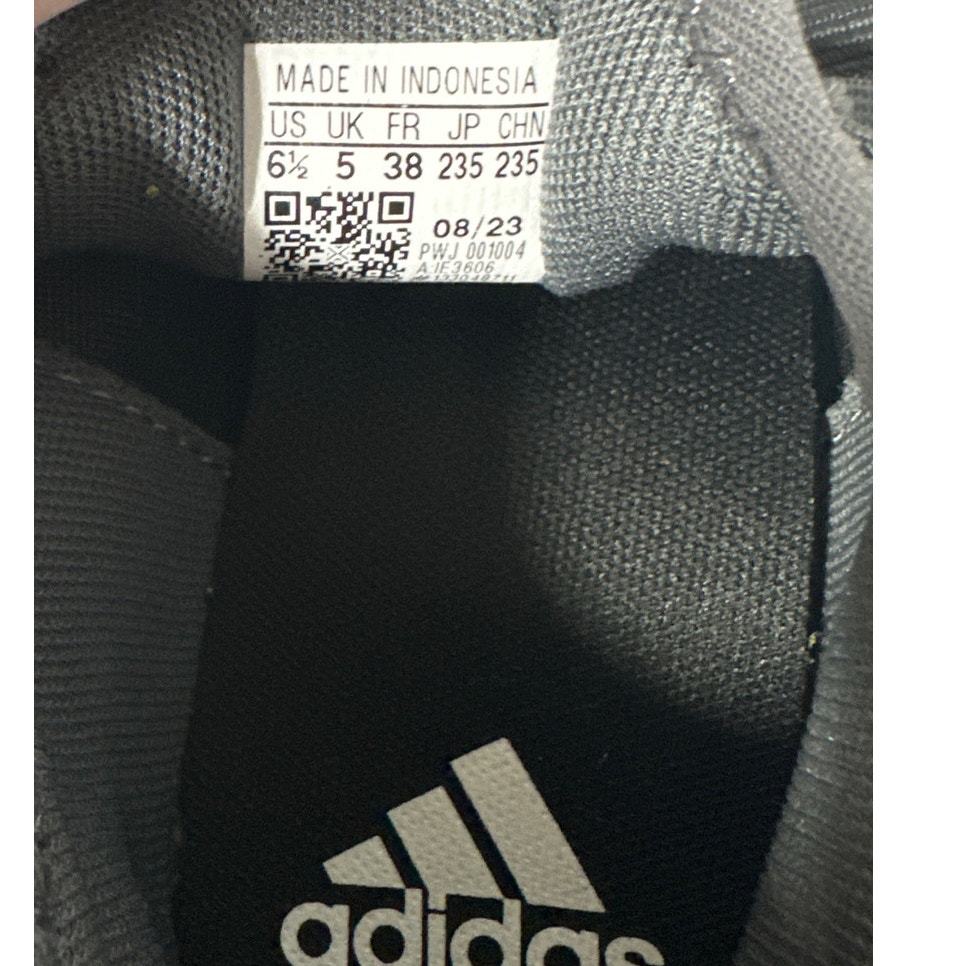 MADE IN INDONESIA
US UK FR JP CHN
6½ 5 38 235 235
08/23
PWJ 001004
A IF3606
adidas